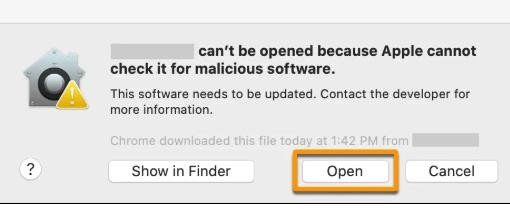 can't be opened because Apple cannot
check it for malicious software.
This software needs to be updated. Contact the developer for
more information.
Chrome downloaded this file today at 1:42 PM from
?
Show in Finder
Open
Cancel